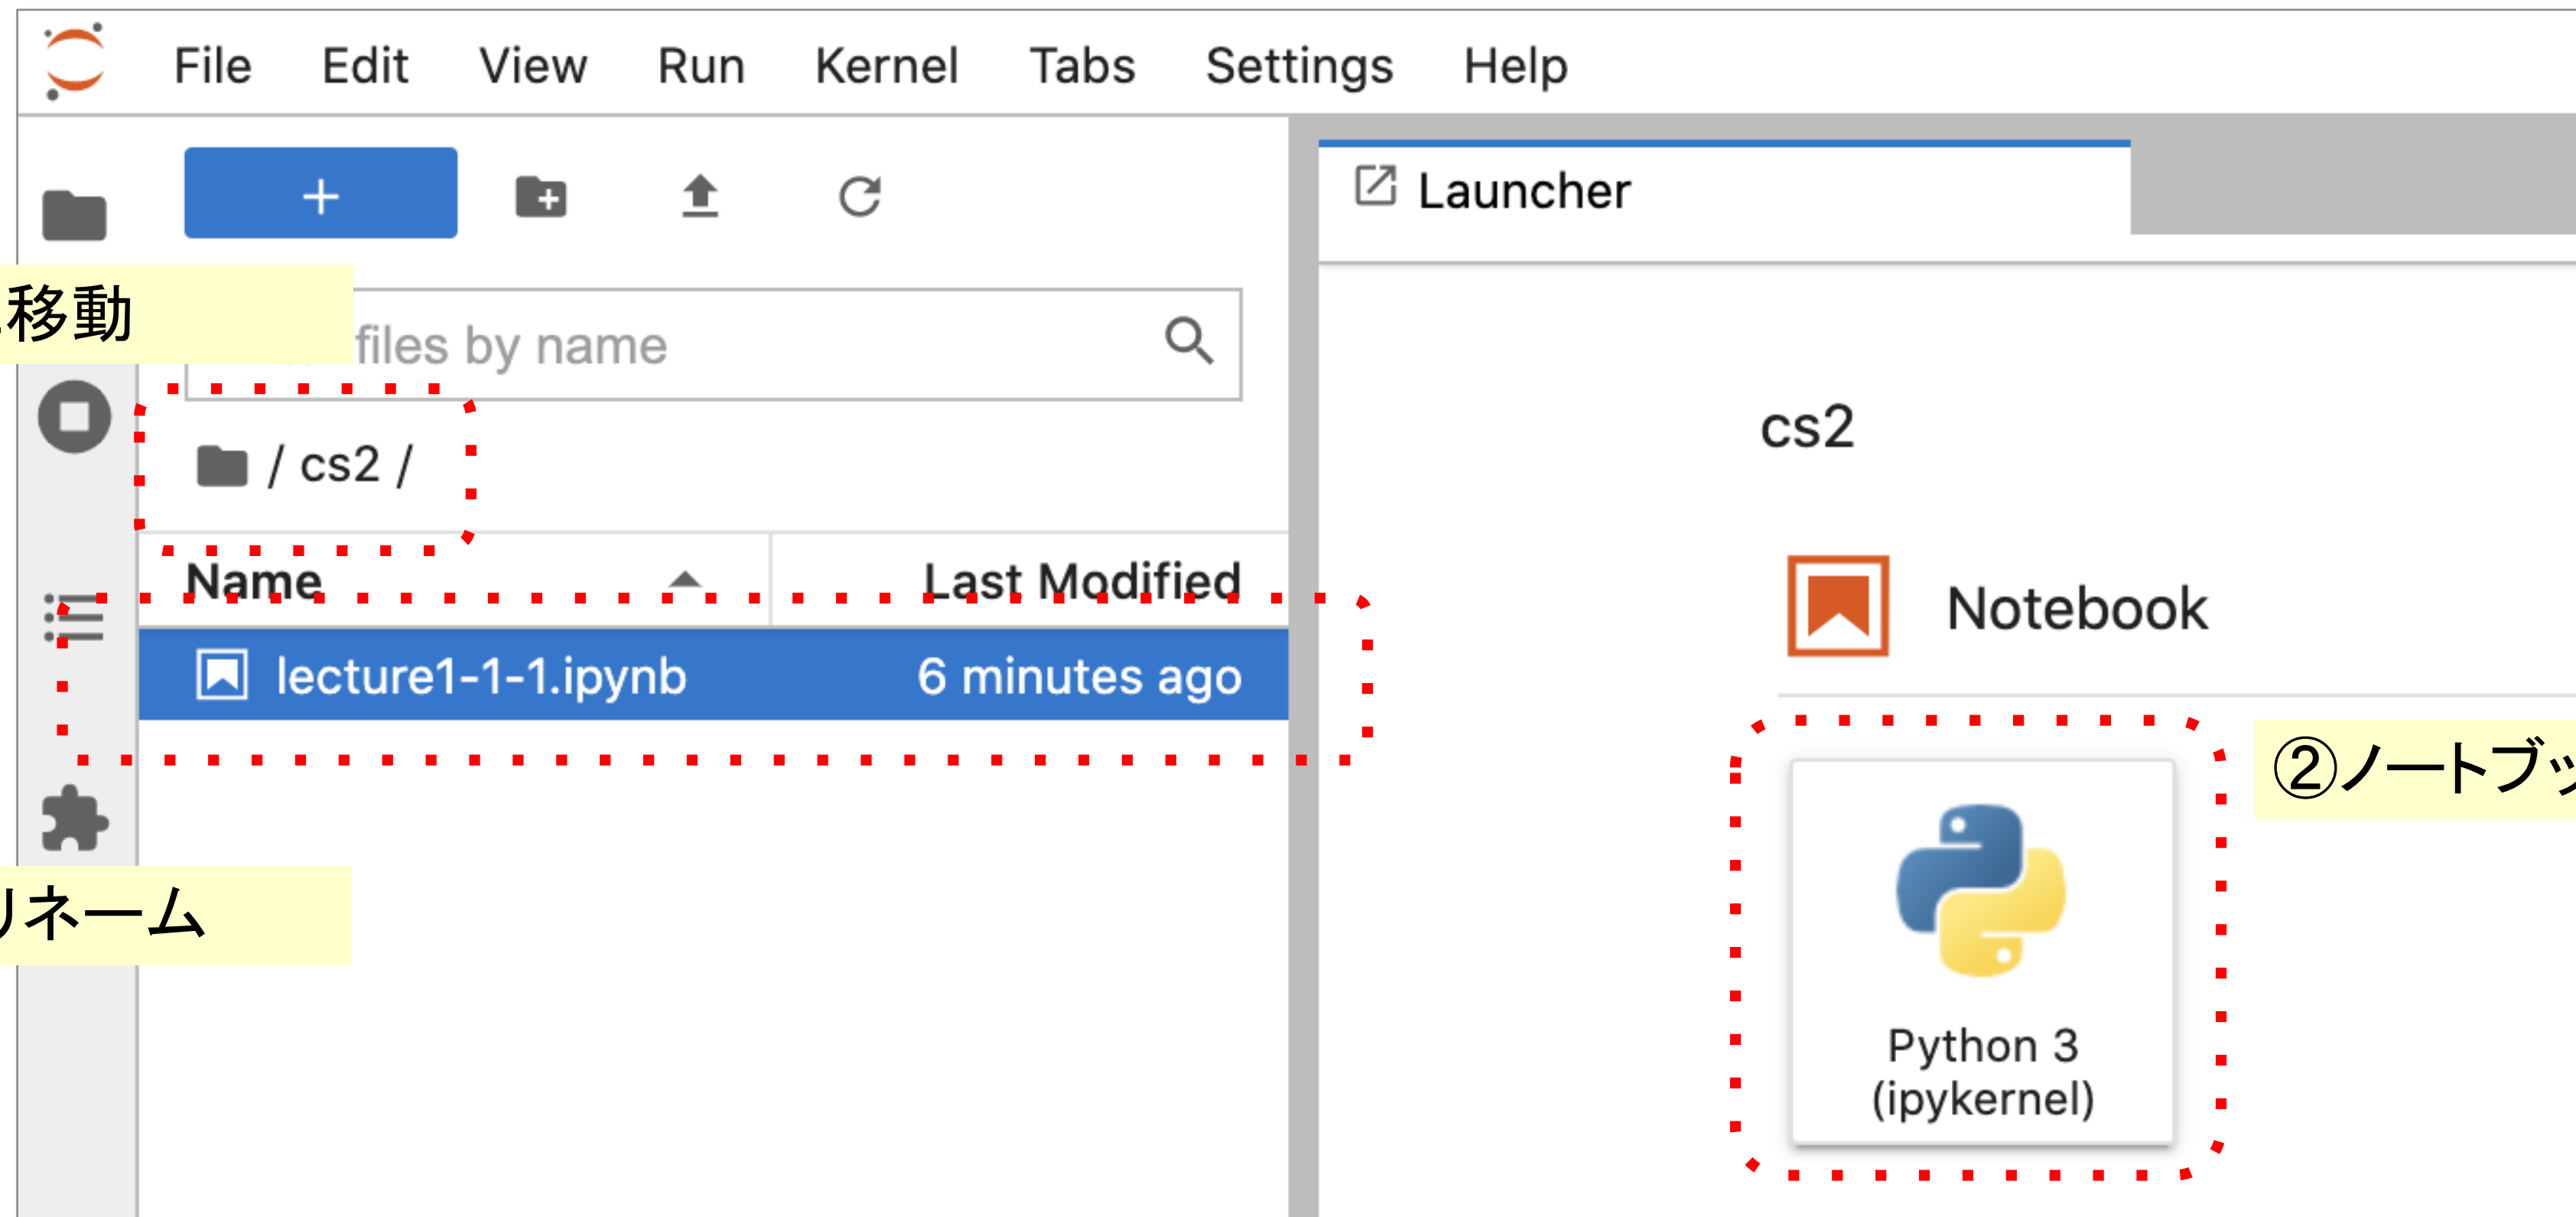 File Edit View Run Kernel Tabs Settings Help
+
Launcher
移動
files by name
/ cs2 /
cs2
Name Last Modified
Notebook
lecture1-1-1.ipynb 6 minutes ago
②ノートブッ
リネーム
Python 3
(ipykernel)